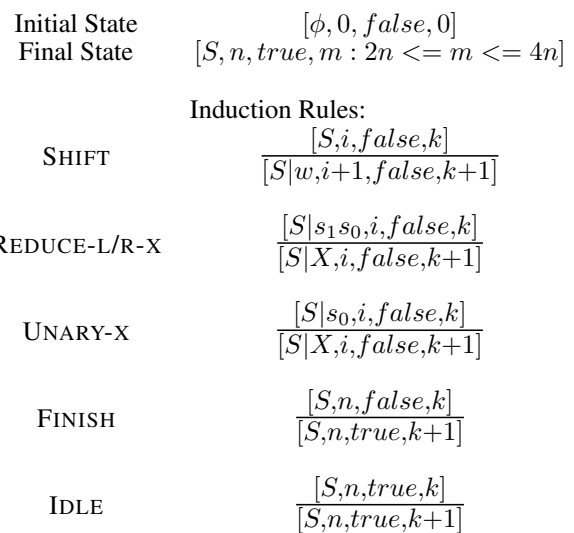 Initial State [ϕ, 0, false, 0]
Final State [S, n, true, m : 2n <= m <= 4n]
Induction Rules:
SHIFT [S,i,false,k]
[S|w,i+1,false,k+1]
REDUCE-L/R-X [S|s₁s₀,i,false,k]
[S|X,i,false,k+1]
UNARY-X [S|s₀,i,false,k]
[S|X,i,false,k+1]
FINISH [S,n,false,k]
[S,n,true,k+1]
IDLE [S,n,true,k]
[S,n,true,k+1]